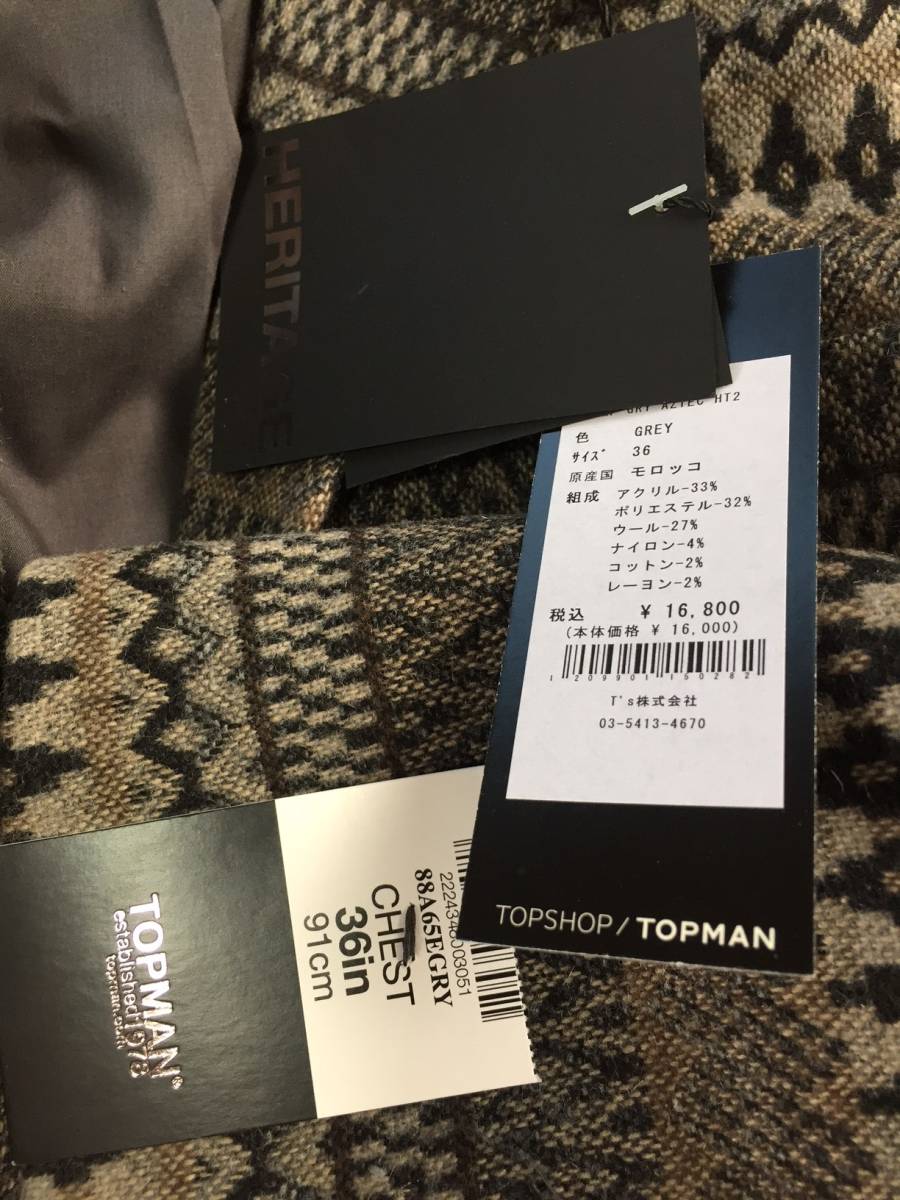 HERITAGE
GRY AZTEC HT2
色 GREY
ｻｲｽﾞ 36
原産国 モロッコ
組成 アクリル-33%
ポリエステル-32%
ウール-27%
ナイロン-4%
コットン-2%
レーヨン-2%
税込 ¥ 16,800
(本体価格 ¥ 16,000)
1 209901 150282
T's株式会社
03-5413-4670
TOPSHOP / TOPMAN
88A65EGRY
CHEST
36in
91cm
TOPMAN®
established 1978
topman.com